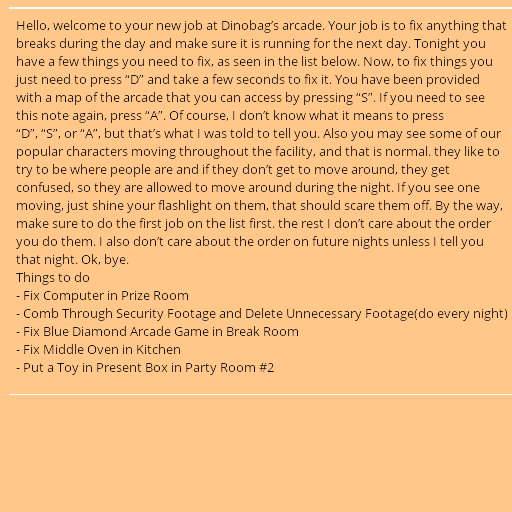 Hello, welcome to your new job at Dinobag’s arcade. Your job is to fix anything that
breaks during the day and make sure it is running for the next day. Tonight you
have a few things you need to fix, as seen in the list below. Now, to fix things you
just need to press “D” and take a few seconds to fix it. You have been provided
with a map of the arcade that you can access by pressing “S”. If you need to see
this note again, press “A”. Of course, I don’t know what it means to press
“D”, “S”, or “A”, but that’s what I was told to tell you. Also you may see some of our
popular characters moving throughout the facility, and that is normal. they like to
try to be where people are and if they don’t get to move around, they get
confused, so they are allowed to move around during the night. If you see one
moving, just shine your flashlight on them, that should scare them off. By the way,
make sure to do the first job on the list first. the rest I don’t care about the order
you do them. I also don’t care about the order on future nights unless I tell you
that night. Ok, bye.
Things to do
- Fix Computer in Prize Room
- Comb Through Security Footage and Delete Unnecessary Footage(do every night)
- Fix Blue Diamond Arcade Game in Break Room
- Fix Middle Oven in Kitchen
- Put a Toy in Present Box in Party Room #2